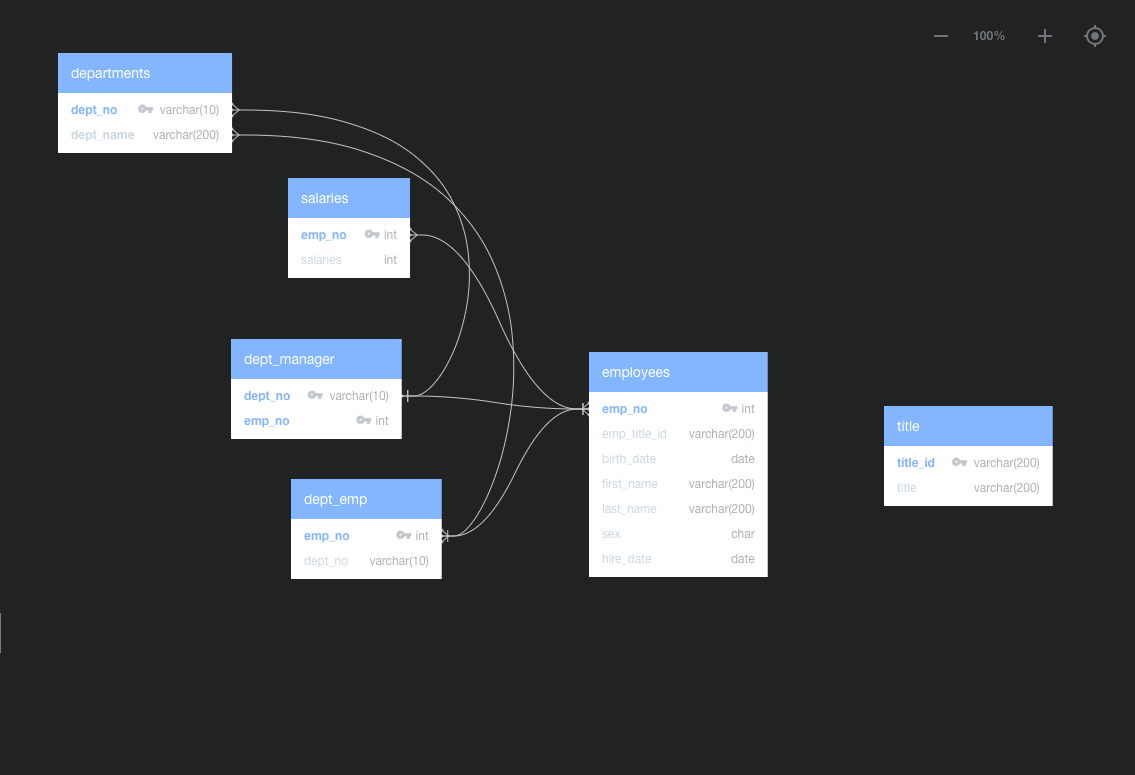 100%
departments
dept_no varchar(10)
dept_name varchar(200)
salaries
emp_no int
salaries int
dept_manager
dept_no varchar(10)
emp_no int
dept_emp
emp_no int
dept_no varchar(10)
employees
emp_no int
emp_title_id varchar(200)
birth_date date
first_name varchar(200)
last_name varchar(200)
sex char
hire_date date
title
title_id varchar(200)
title varchar(200)